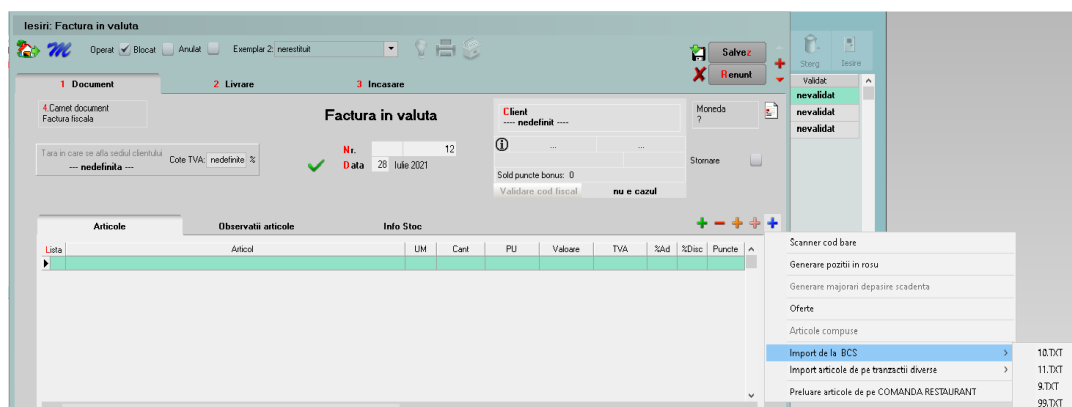 Iesiri: Factura in valuta
Operat Blocat Anulat Exemplar 2: nerestituit
Salvez
Renunt
Sterg Iesire
1 Document 2 Livrare 3 Incasare
Validat
nevalidat
nevalidat
nevalidat
4.Carnet document
Factura fiscala
Factura in valuta
Client
---- nedefinit ----
Moneda
?
Nr. 12
Data 28 Iulie 2021
... ...
Tara in care se afla sediul clientului
--- nedefinita ---
Cote TVA: nedefinite %
Stornare
Sold puncte bonus: 0
Validare cod fiscal nu e cazul
Articole Observatii articole Info Stoc
Lista Articol UM Cant PU Valoare TVA %Ad %Disc Puncte
Scanner cod bare
Generare pozitii in rosu
Generare majorari depasire scadenta
Oferte
Articole compuse
Import de la BCS
Import articole de pe tranzactii diverse
Preluare articole de pe COMANDA RESTAURANT
10.TXT
11.TXT
9.TXT
99.TXT